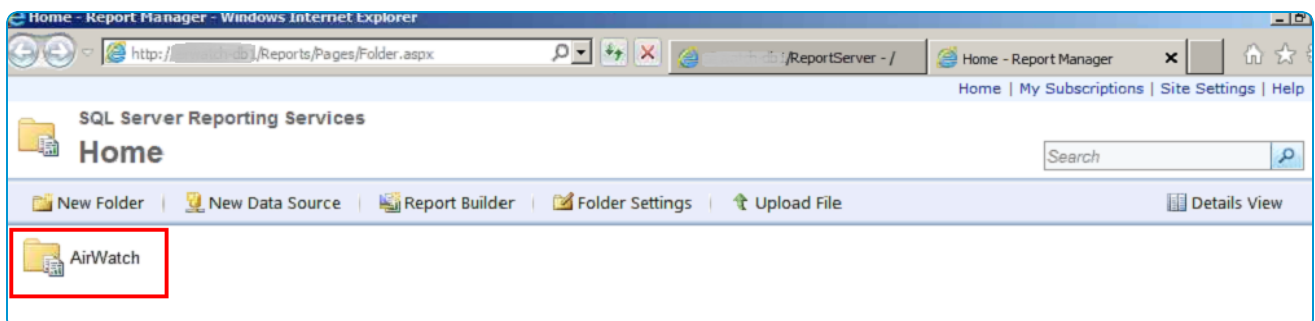 Home - Report Manager - Windows Internet Explorer
http:// /Reports/Pages/Folder.aspx /ReportServer - / Home - Report Manager
Home | My Subscriptions | Site Settings | Help
SQL Server Reporting Services
Home
Search
New Folder | New Data Source | Report Builder | Folder Settings | Upload File Details View
AirWatch